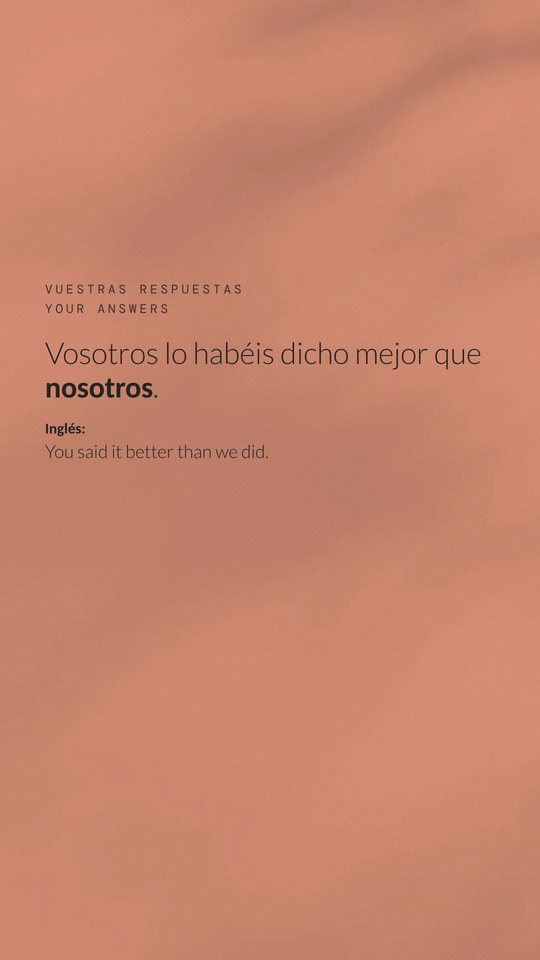 VUESTRAS RESPUESTAS
YOUR ANSWERS
Vosotros lo habéis dicho mejor que
nosotros.
Inglés:
You said it better than we did.